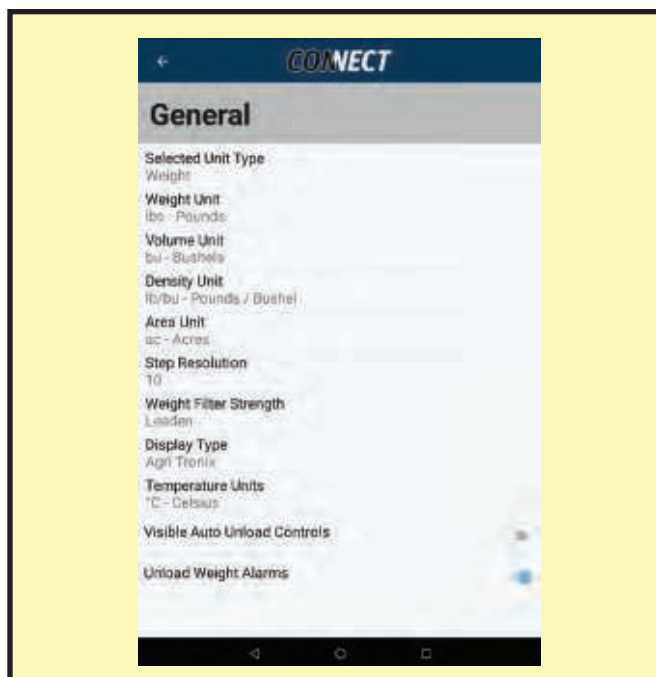 CONNECT
General
Selected Unit Type
Weight
Weight Unit
lbs - Pounds
Volume Unit
bu - Bushels
Density Unit
lb/bu - Pounds / Bushel
Area Unit
ac - Acres
Step Resolution
10
Weight Filter Strength
Display Type
Agri Tronix
Temperature Units
°C - Celsius
Visible Auto Unload Controls
Unload Weight Alarms